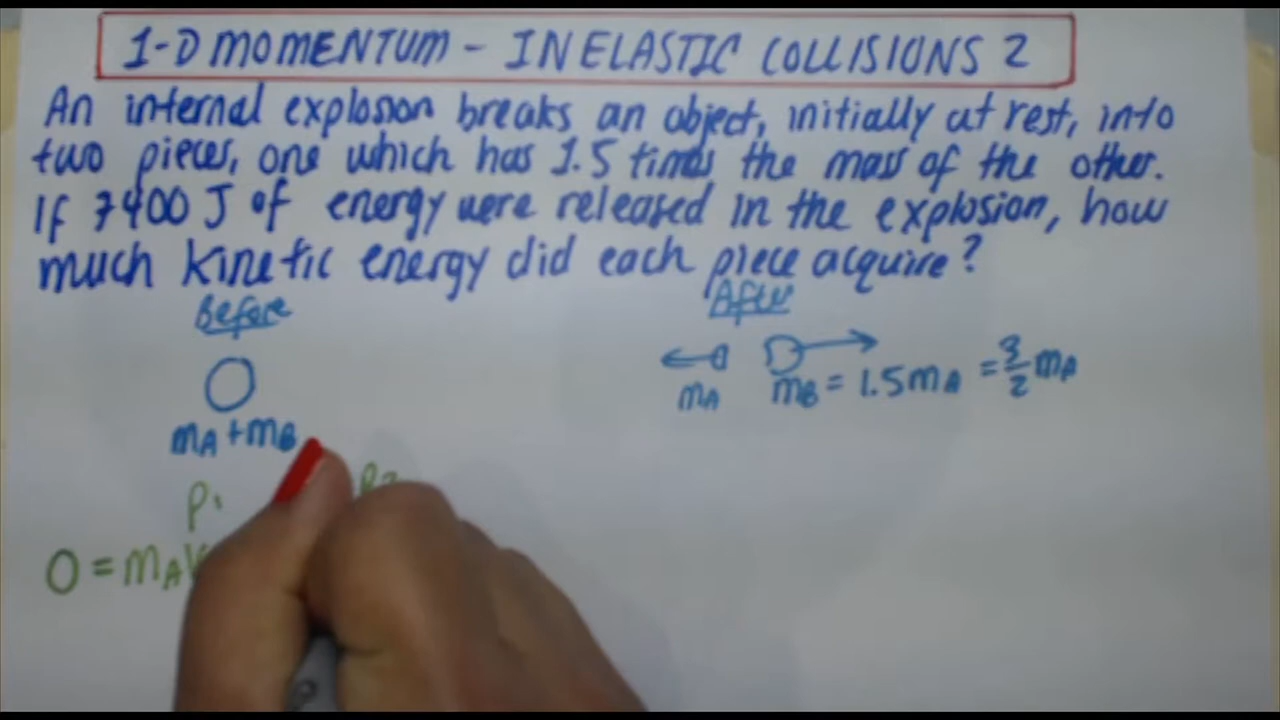 1-D MOMENTUM - INELASTIC COLLISIONS 2
An internal explosion breaks an object, initially at rest, into
two pieces, one which has 1.5 times the mass of the other.
If 7400 J of energy were released in the explosion, how
much kinetic energy did each piece acquire?
Before
After
mA
mB = 1.5mA = 3/2 mA
mA + mB
P1
P2
0 = mA